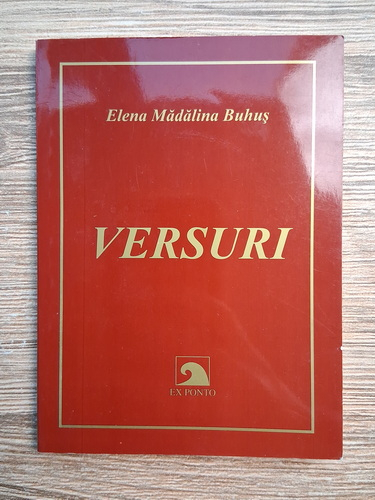 Elena Mădălina Buhuș
VERSURI
EX PONTO